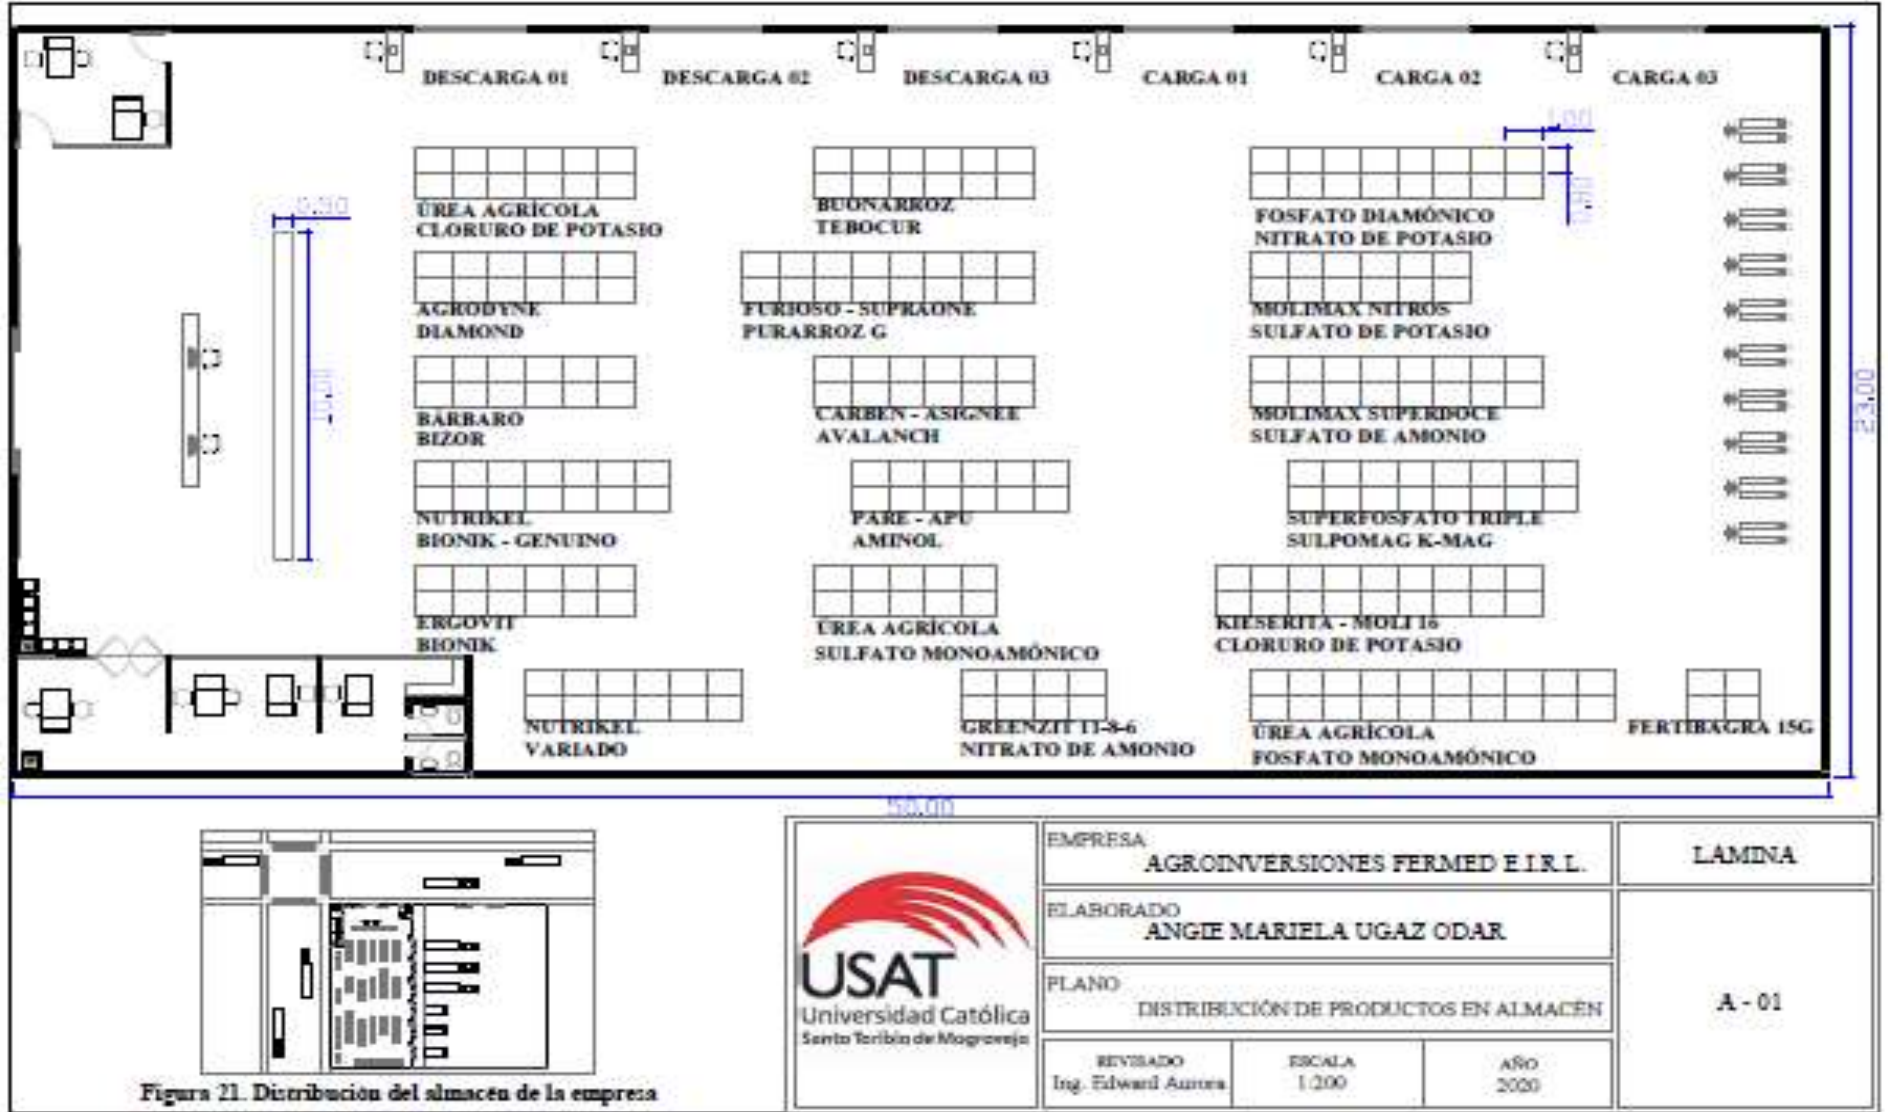 DESCARGA 01
DESCARGA 02
DESCARGA 03
CARGA 01
CARGA 02
CARGA 03
1.00
0.90
0.90
10.00
23.00
50.00
ÚREA AGRÍCOLA
CLORURO DE POTASIO
BUONARROZ
TEBOCUR
FOSFATO DIAMÓNICO
NITRATO DE POTASIO
AGRODYNE
DIAMOND
FURIOSO - SUPRAONE
PURARROZ G
MOLIMAX NITROS
SULFATO DE POTASIO
BÁRBARO
BIZOR
CARBEN - ASIGNEE
AVALANCH
MOLIMAX SUPERDOCE
SULFATO DE AMONIO
NUTRIKEL
BIONIK - GENUINO
PARE - APU
AMINOL
SUPERFOSFATO TRIPLE
SULPOMAG K-MAG
ERGOVIT
BIONIK
ÚREA AGRÍCOLA
SULFATO MONOAMÓNICO
KIESERITA - MOLI 16
CLORURO DE POTASIO
NUTRIKEL
VARIADO
GREENZIT 11-8-6
NITRATO DE AMONIO
ÚREA AGRÍCOLA
FOSFATO MONOAMÓNICO
FERTIBAGRA 15G
Figura 21. Distribución del almacén de la empresa
USAT
Universidad Católica
Santo Toribio de Mogrovejo
EMPRESA
AGROINVERSIONES FERMED E.I.R.L.
ELABORADO
ANGIE MARIELA UGAZ ODAR
PLANO
DISTRIBUCIÓN DE PRODUCTOS EN ALMACÉN
REVISADO
Ing. Edward Aurora
ESCALA
1:200
AÑO
2020
LAMINA
A - 01